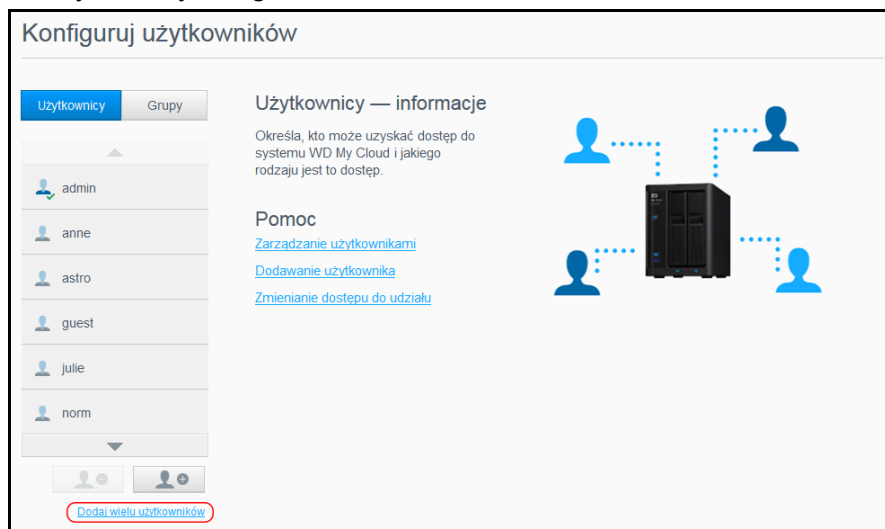 Konfiguruj użytkowników
Użytkownicy
Grupy
admin
anne
astro
guest
julie
norm
Dodaj wielu użytkowników
Użytkownicy — informacje
Określa, kto może uzyskać dostęp do
systemu WD My Cloud i jakiego
rodzaju jest to dostęp.
Pomoc
Zarządzanie użytkownikami
Dodawanie użytkownika
Zmienianie dostępu do udziału